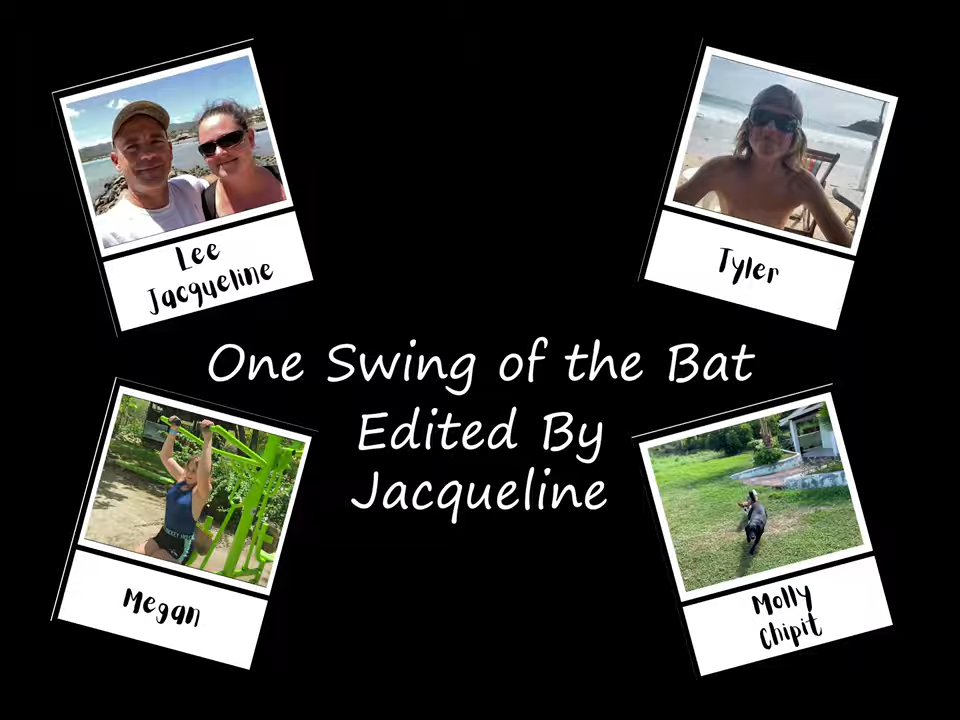 Lee
Jacqueline
Tyler
One Swing of the Bat
Edited By
Jacqueline
Megan
Molly
Chipit